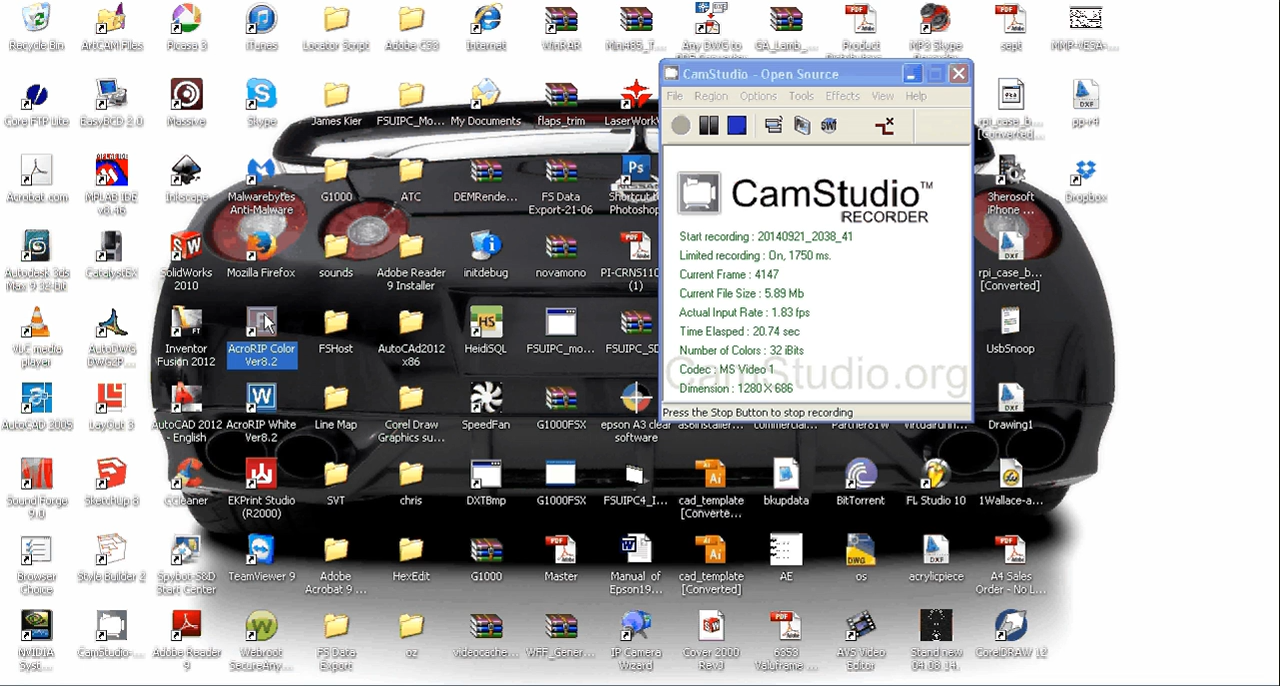 Recycle Bin
ArtCAM Files
Picasa 3
iTunes
Locator Script
Adobe CS3
Internet
WinRAR
Mini485_T...
Any DWG to
GA_Lamb_...
Product
MP3 Skype
sept
MMP-VESA-...
CamStudio - Open Source
File Region Options Tools Effects View Help
CamStudio™
RECORDER
Start recording : 20140921_2038_41
Limited recording : On, 1750 ms.
Current Frame : 4147
Current File Size : 5.89 Mb
Actual Input Rate : 1.83 fps
Time Elasped : 20.74 sec
Number of Colors : 32 iBits
Codec : MS Video 1
Dimension : 1280 X 686
CamStudio.org
Press the Stop Button to stop recording
Core FTP Lite
EasyBCD 2.0
Massive
Skype
James Kier
FSUIPC_Mo...
My Documents
flaps_trim
rpi_case_b...
[Converted...
pp-r4
Acrobat.com
MPLAB IDE
v8.46
Inkscape
Malwarebytes
Anti-Malware
G1000
ATC
DEMRende...
FS Data
Export-21-06
Shortcut to
Photoshop
3herosoft
iPhone ...
Dropbox
Autodesk 3ds
Max 9 32-bit
CatalystEX
SolidWorks
2010
Mozilla Firefox
sounds
Adobe Reader
9 Installer
initdebug
novamono
PI-CRNS110
(1)
rpi_case_b...
[Converted]
VLC media
player
AutoDWG
DWG2P...
Inventor
Fusion 2012
AcroRIP Color
Ver8.2
FSHost
AutoCad2012
x86
HeidiSQL
FSUIPC_mo...
FSUIPC_SD
UsbSnoop
AutoCAD 2005
LayOut 3
AutoCAD 2012
- English
AcroRIP White
Ver8.2
Line Map
Corel Draw
Graphics su...
SpeedFan
G1000FSX
epson A3 clear
software
Drawing1
Sound Forge
9.0
SketchUp 8
CCleaner
EKPrint Studio
(R2000)
SVT
chris
DXTBmp
G1000FSX
FSUIPC4_I...
cad_template
[Converte...
bkupdata
BitTorrent
FL Studio 10
1Wallace-a...
Browser
Choice
Style Builder 2
Spybot-S&D
Start Center
TeamViewer 9
Adobe
Acrobat 9 ...
HexEdit
G1000
Master
Manual of
Epson19...
cad_template
[Converted]
AE
os
acrylicpiece
A4 Sales
Order - No L...
NVIDIA
Syst...
CamStudio-...
Adobe Reader
9
Webroot
SecureAny...
FS Data
Export
oz
videocache...
WFF_Gener...
IP Camera
Wizard
Cover 2000
Rev3
6353
Valuframe ...
AVS Video
Editor
Stand new
04.08.14.
CorelDRAW 12